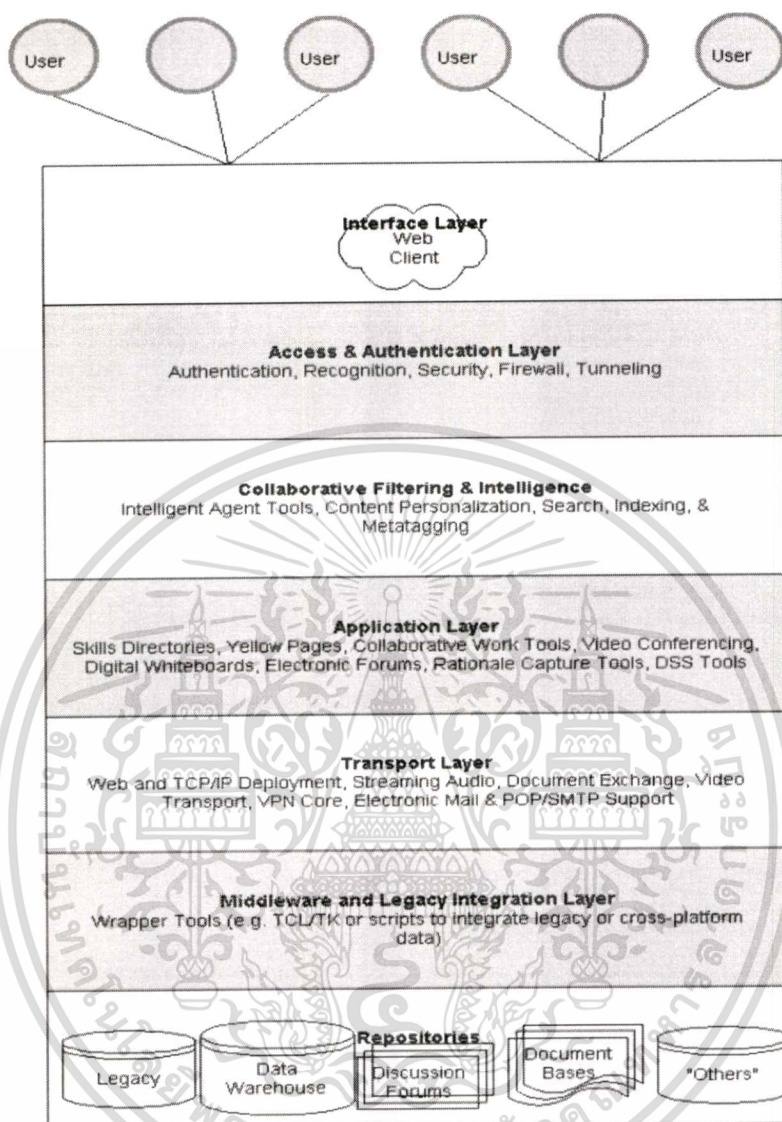 User User User User
Interface Layer
Web
Client
Access & Authentication Layer
Authentication, Recognition, Security, Firewall, Tunneling
Collaborative Filtering & Intelligence
Intelligent Agent Tools, Content Personalization, Search, Indexing, &
Metatagging
Application Layer
Skills Directories, Yellow Pages, Collaborative Work Tools, Video Conferencing,
Digital Whiteboards, Electronic Forums, Rationale Capture Tools, DSS Tools
Transport Layer
Web and TCP/IP Deployment, Streaming Audio, Document Exchange, Video
Transport, VPN Core, Electronic Mail & POP/SMTP Support
Middleware and Legacy Integration Layer
Wrapper Tools (e.g. TCL/TK or scripts to integrate legacy or cross-platform
data)
Repositories
Legacy
Data
Warehouse
Discussion
Forums
Document
Bases
"Others"